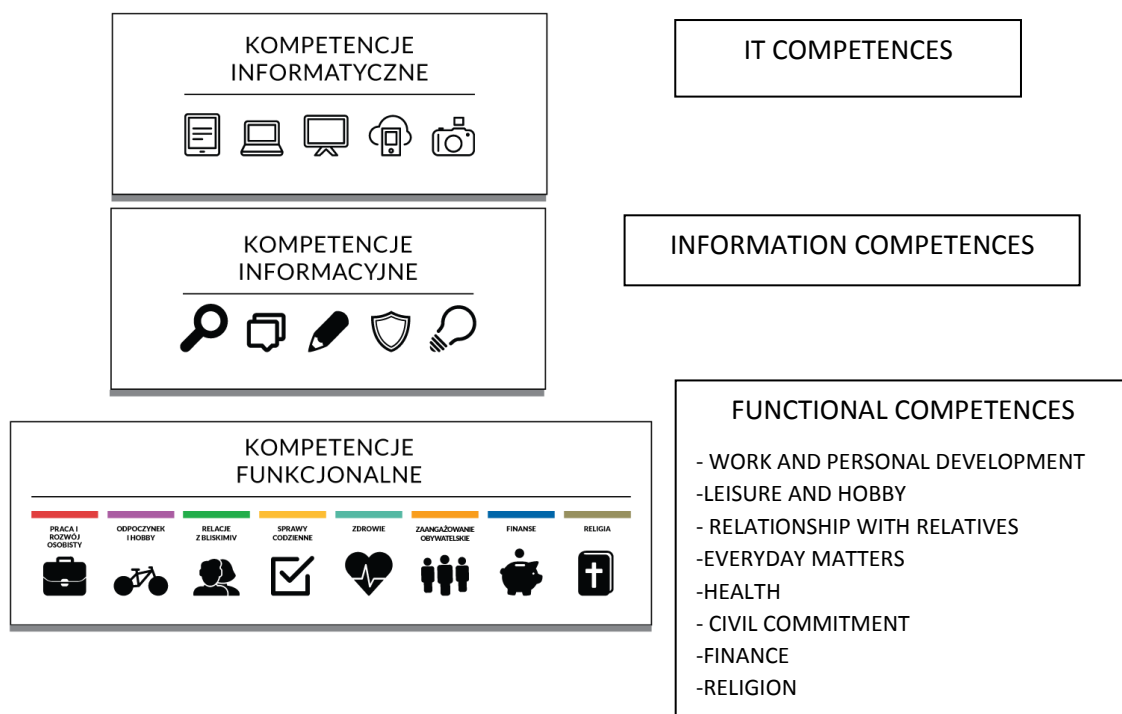 KOMPETENCJE
INFORMATYCZNE
IT COMPETENCES
KOMPETENCJE
INFORMACYJNE
INFORMATION COMPETENCES
KOMPETENCJE
FUNKCJONALNE
PRACA I
ROZWÓJ
OSOBISTY
ODPOCZYNEK
I HOBBY
RELACJE
Z BLISKIMIV
SPRAWY
CODZIENNE
ZDROWIE
ZAANGAŻOWANIE
OBYWATELSKIE
FINANSE
RELIGIA
FUNCTIONAL COMPETENCES
- WORK AND PERSONAL DEVELOPMENT
-LEISURE AND HOBBY
- RELATIONSHIP WITH RELATIVES
-EVERYDAY MATTERS
-HEALTH
- CIVIL COMMITMENT
-FINANCE
-RELIGION